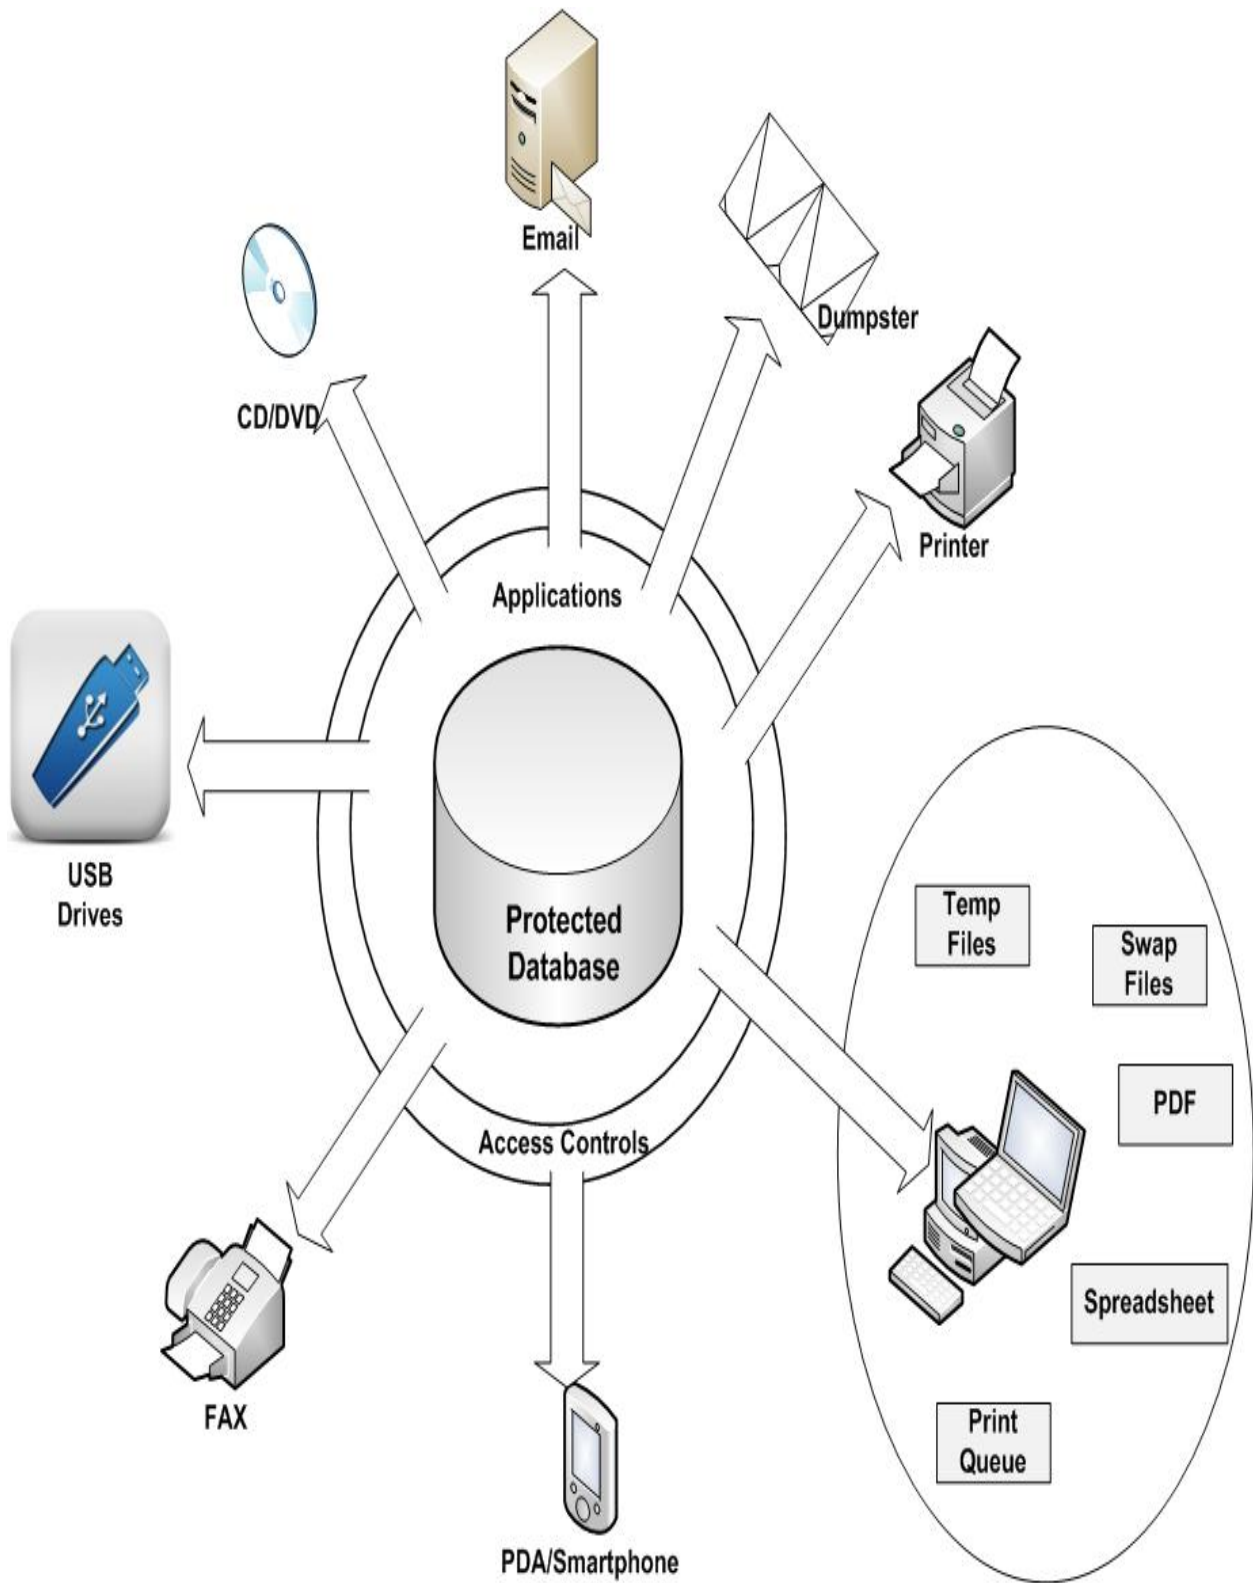 Email
Dumpster
CD/DVD
Printer
Applications
USB
Drives
Protected
Database
Temp
Files
Swap
Files
PDF
Access Controls
Spreadsheet
FAX
Print
Queue
PDA/Smartphone